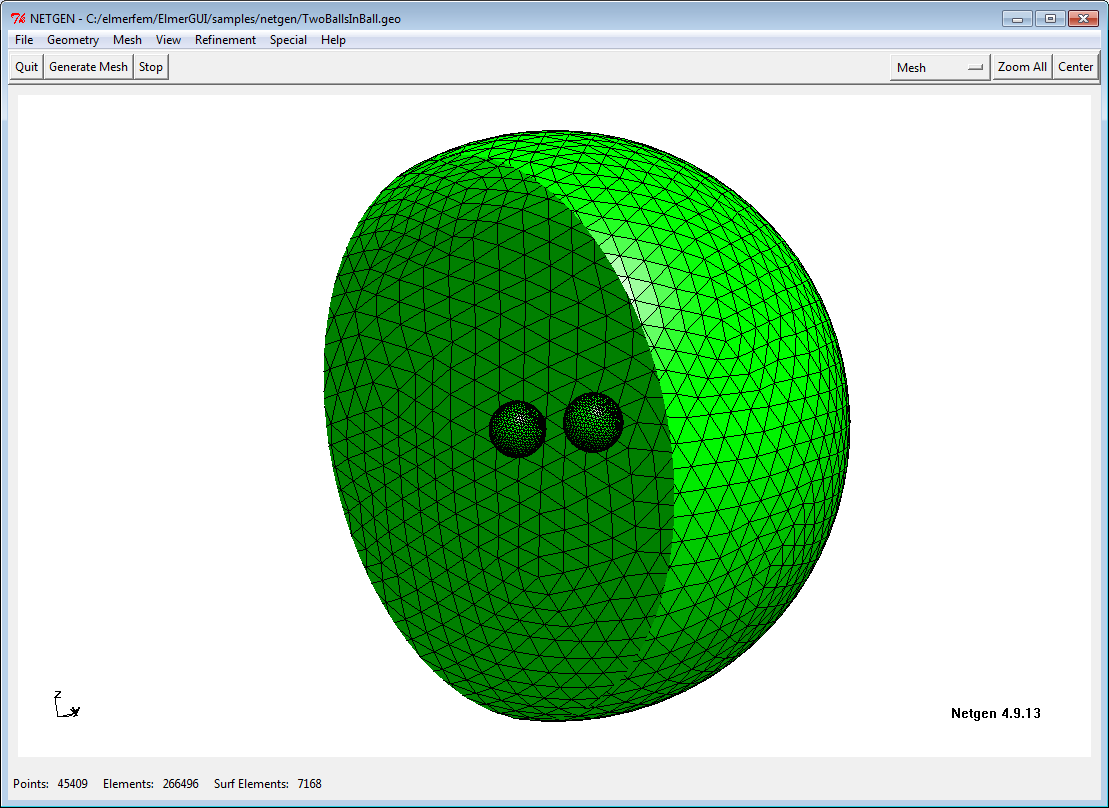 NETGEN - C:/elmerfem/ElmerGUI/samples/netgen/TwoBallsInBall.geo
File Geometry Mesh View Refinement Special Help
Quit Generate Mesh Stop Mesh Zoom All Center
Z
Netgen 4.9.13
Points: 45409 Elements: 266496 Surf Elements: 7168